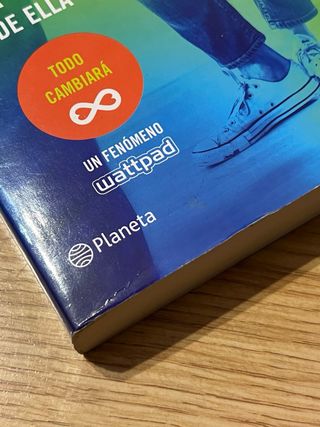 DE ELLA
TODO
CAMBIARÁ
UN FENÓMENO
wattpad
Planeta